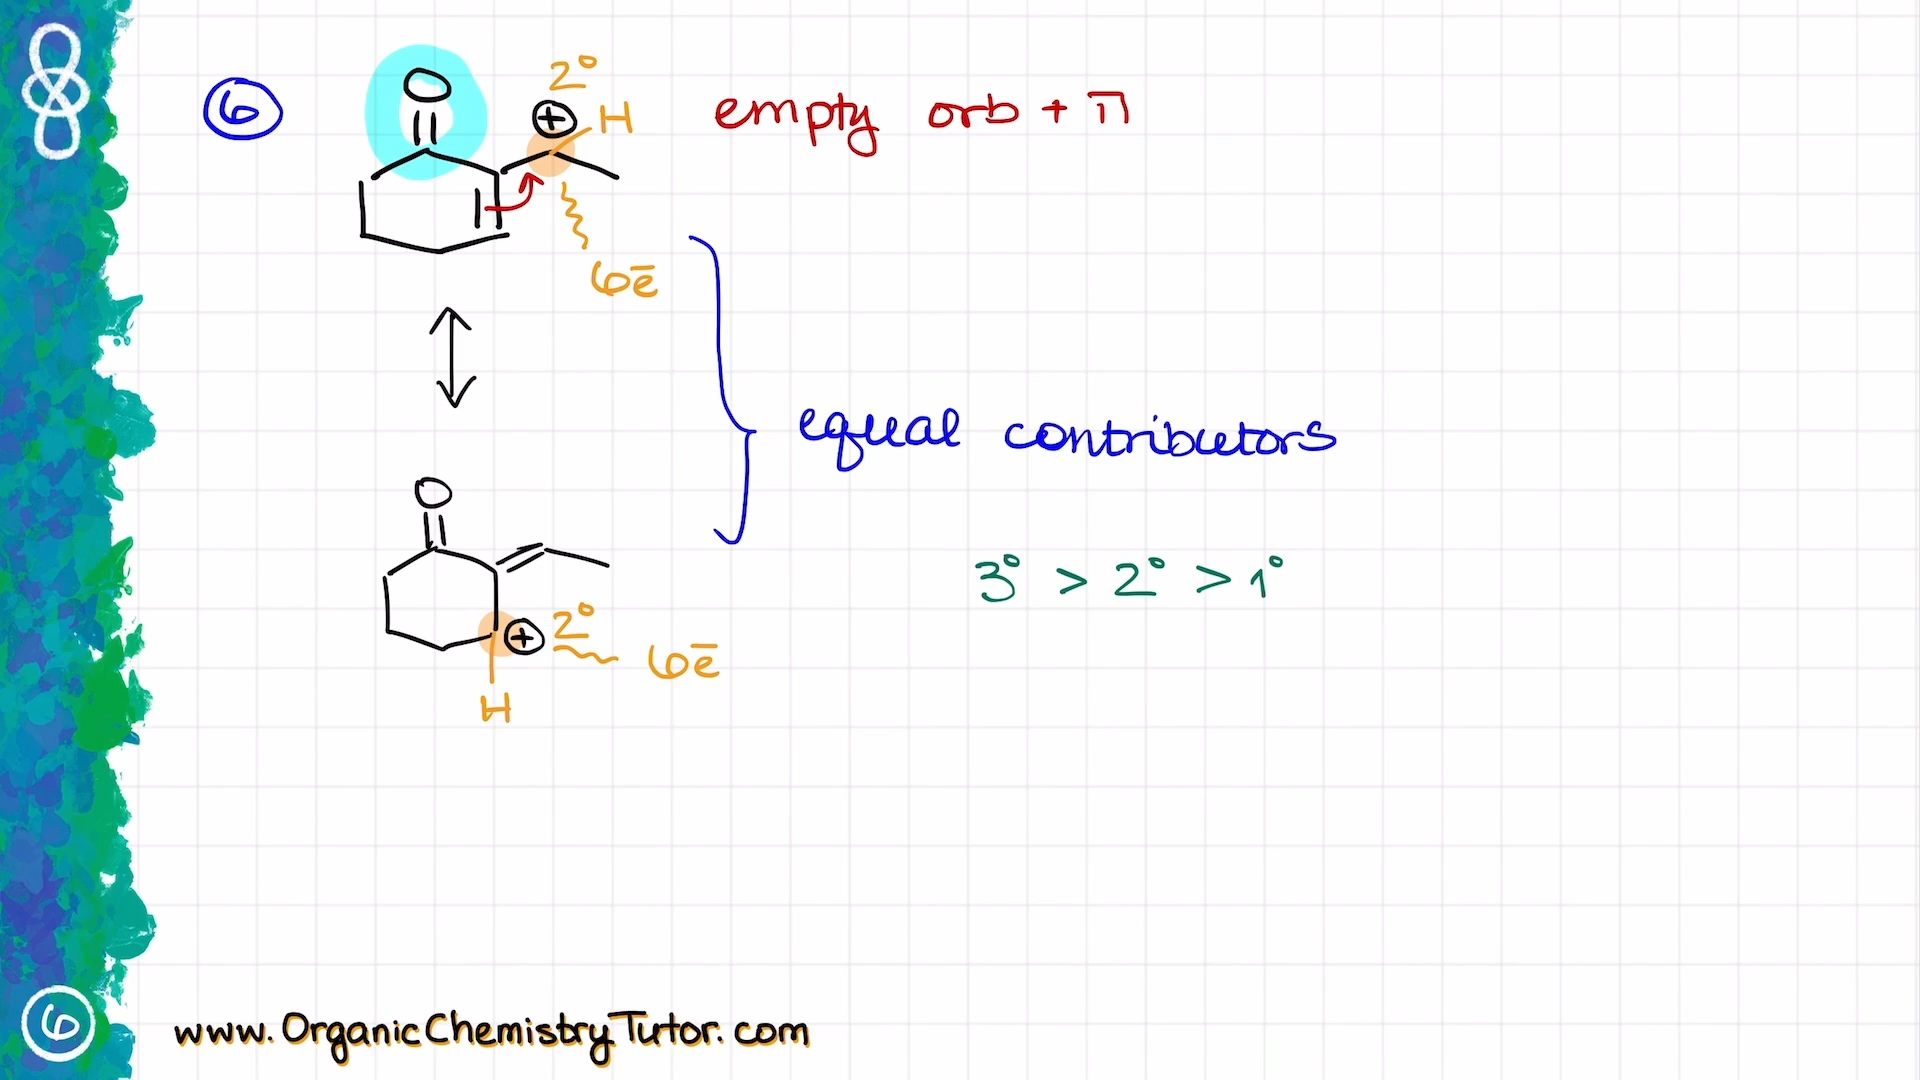 6
O
2°
+
H
empty orb + π
6ē
equal contributors
O
3° > 2° > 1°
2°
+
6ē
H
6
www.OrganicChemistryTutor.com